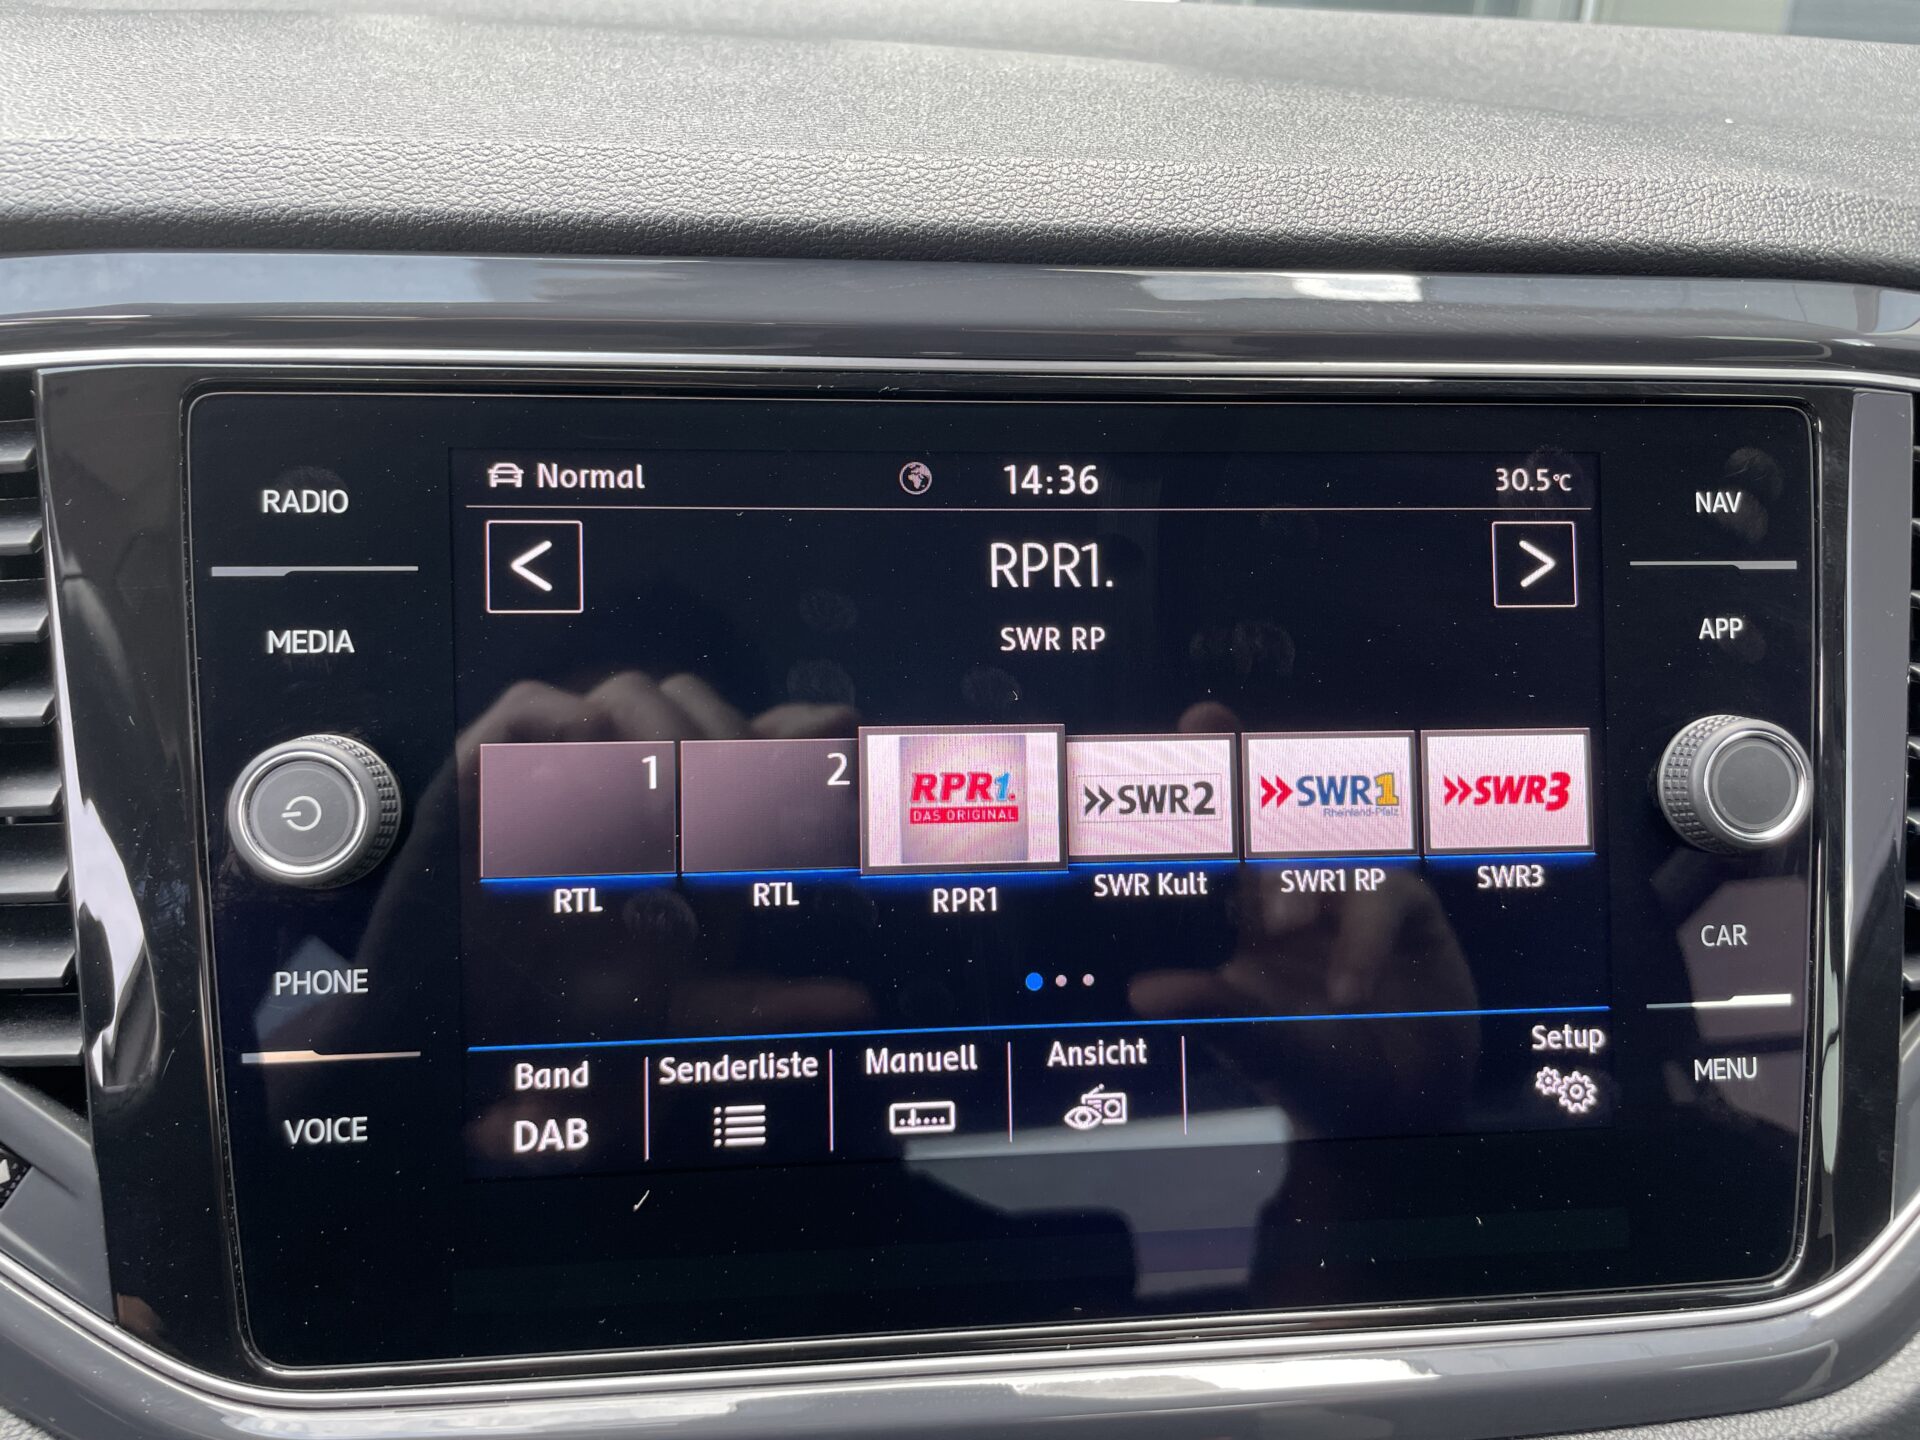 Normal 14:36 30.5°C
RADIO
NAV
RPR1.
MEDIA
SWR RP
APP
1
2
RPR1.
DAS ORIGINAL
SWR2
SWR1
Rheinland-Pfalz
SWR3
RTL
RTL
RPR1
SWR Kult
SWR1 RP
SWR3
CAR
PHONE
Band
DAB
Senderliste
Manuell
Ansicht
Setup
MENU
VOICE